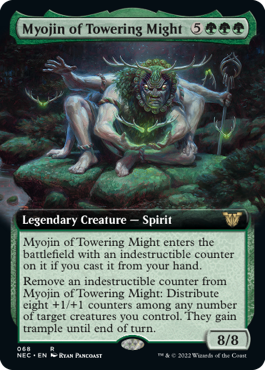 Myojin of Towering Might 5
Legendary Creature — Spirit
Myojin of Towering Might enters the
battlefield with an indestructible counter
on it if you cast it from your hand.
Remove an indestructible counter from
Myojin of Towering Might: Distribute
eight +1/+1 counters among any number
of target creatures you control. They gain
trample until end of turn.
8/8
068 R
NEC • EN Ryan Pancoast
™ & © 2022 Wizards of the Coast